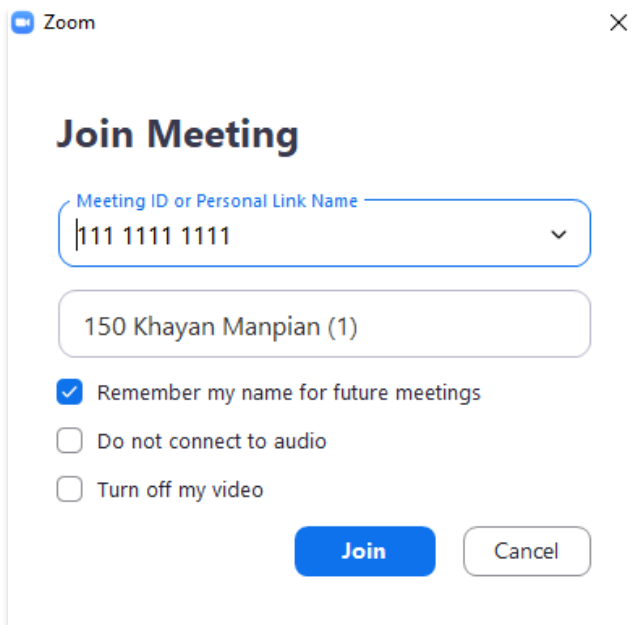 Zoom
Join Meeting
Meeting ID or Personal Link Name
111 1111 1111
150 Khayan Manpian (1)
Remember my name for future meetings
Do not connect to audio
Turn off my video
Join Cancel